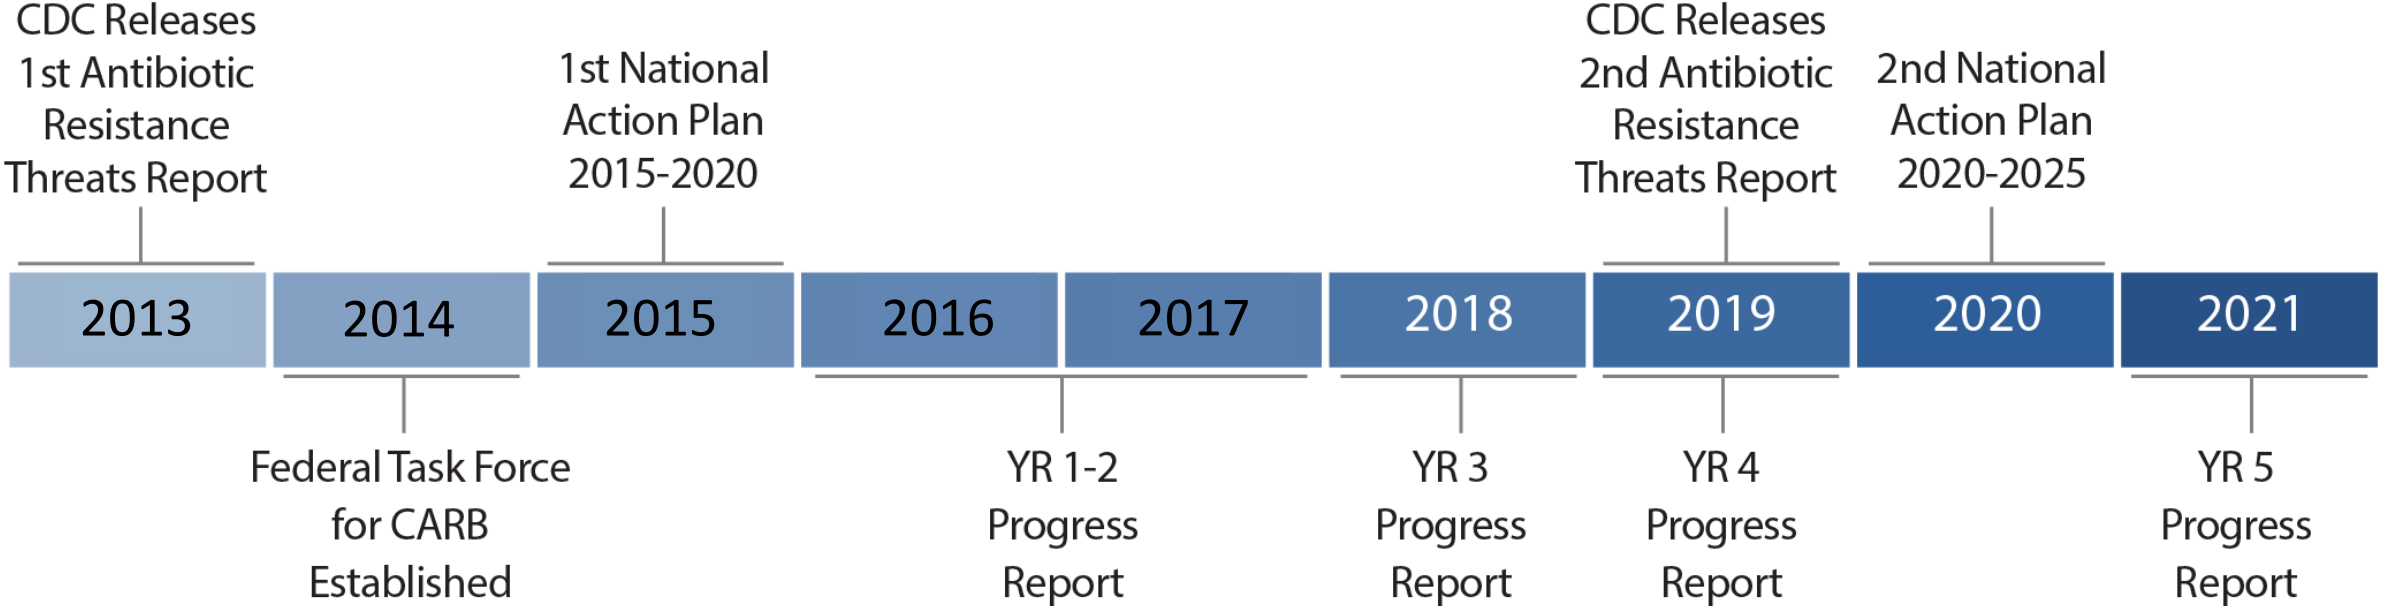 CDC Releases
1st Antibiotic
Resistance
Threats Report
1st National
Action Plan
2015-2020
CDC Releases
2nd Antibiotic
Resistance
Threats Report
2nd National
Action Plan
2020-2025
2013
2014
2015
2016
2017
2018
2019
2020
2021
Federal Task Force
for CARB
Established
YR 1-2
Progress
Report
YR 3
Progress
Report
YR 4
Progress
Report
YR 5
Progress
Report